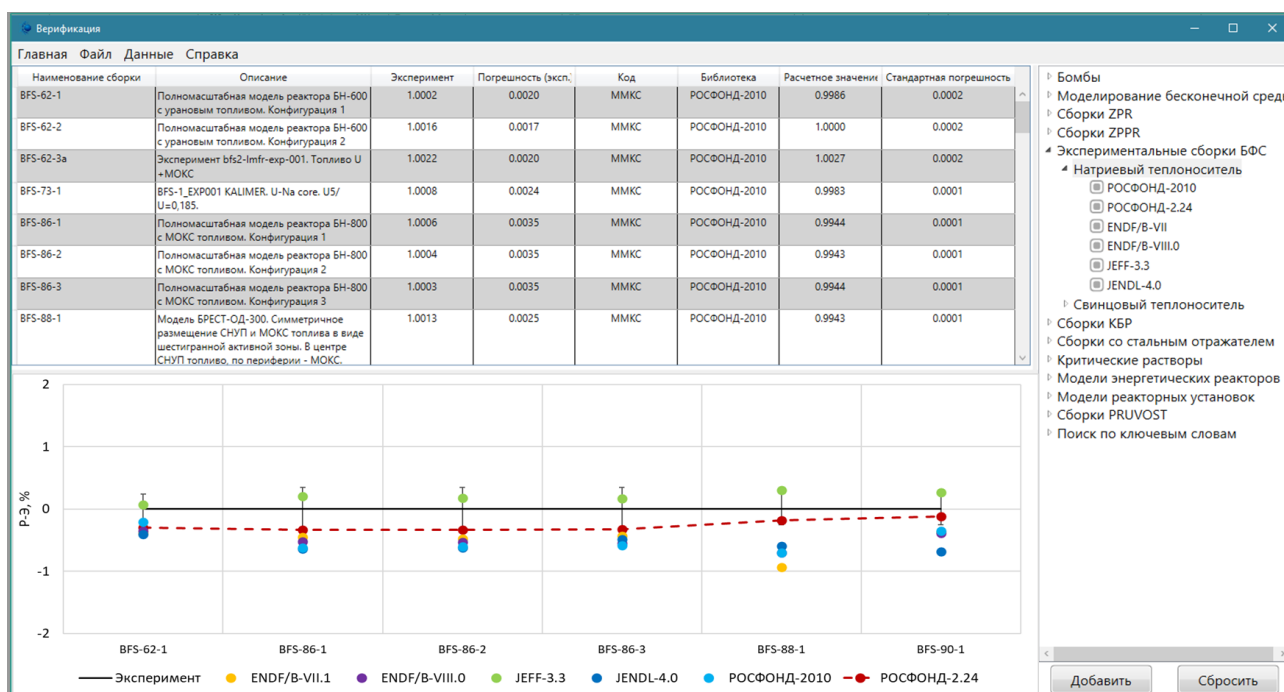 Верификация
Главная Файл Данные Справка
Наименование сборки Описание Эксперимент Погрешность (эксп.) Код Библиотека Расчетное значение Стандартная погрешность
BFS-62-1 Полномасштабная модель реактора БН-600 1.0002 0.0020 ММКС РОСФОНД-2010 0.9986 0.0002
с урановым топливом. Конфигурация 1
BFS-62-2 Полномасштабная модель реактора БН-600 1.0016 0.0017 ММКС РОСФОНД-2010 1.0000 0.0002
с урановым топливом. Конфигурация 2
BFS-62-3a Эксперимент bfs2-lmfr-exp-001. Топливо U 1.0022 0.0020 ММКС РОСФОНД-2010 1.0027 0.0002
+МОКС
BFS-73-1 BFS-1_EXP001 KALIMER. U-Na core. U5/ 1.0008 0.0024 ММКС РОСФОНД-2010 0.9983 0.0001
U=0,185.
BFS-86-1 Полномасштабная модель реактора БН-800 1.0006 0.0035 ММКС РОСФОНД-2010 0.9944 0.0001
с МОКС топливом. Конфигурация 1
BFS-86-2 Полномасштабная модель реактора БН-800 1.0004 0.0035 ММКС РОСФОНД-2010 0.9943 0.0001
с МОКС топливом. Конфигурация 2
BFS-86-3 Полномасштабная модель реактора БН-800 1.0003 0.0035 ММКС РОСФОНД-2010 0.9944 0.0001
с МОКС топливом. Конфигурация 3
BFS-88-1 Модель БРЕСТ-ОД-300. Симметричное 1.0013 0.0025 ММКС РОСФОНД-2010 0.9943 0.0001
размещение СНУП и МОКС топлива в виде
шестигранной активной зоны. В центре
СНУП топливо, по периферии - МОКС.
Бомбы
Моделирование бесконечной сред
Сборки ZPR
Сборки ZPPR
Экспериментальные сборки БФС
Натриевый теплоноситель
РОСФОНД-2010
РОСФОНД-2.24
ENDF/B-VII
ENDF/B-VIII.0
JEFF-3.3
JENDL-4.0
Свинцовый теплоноситель
Сборки КБР
Сборки со стальным отражателем
Критические растворы
Модели энергетических реакторов
Модели реакторных установок
Сборки PRUVOST
Поиск по ключевым словам
Р-Э, %
2
1
0
-1
-2
BFS-62-1 BFS-86-1 BFS-86-2 BFS-86-3 BFS-88-1 BFS-90-1
Эксперимент ENDF/B-VII.1 ENDF/B-VIII.0 JEFF-3.3 JENDL-4.0 РОСФОНД-2010 РОСФОНД-2.24
Добавить Сбросить